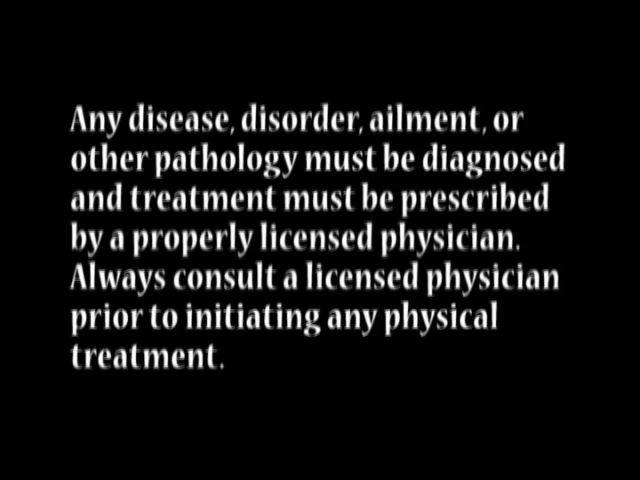 Any disease, disorder, ailment, or
other pathology must be diagnosed
and treatment must be prescribed
by a properly licensed physician.
Always consult a licensed physician
prior to initiating any physical
treatment.